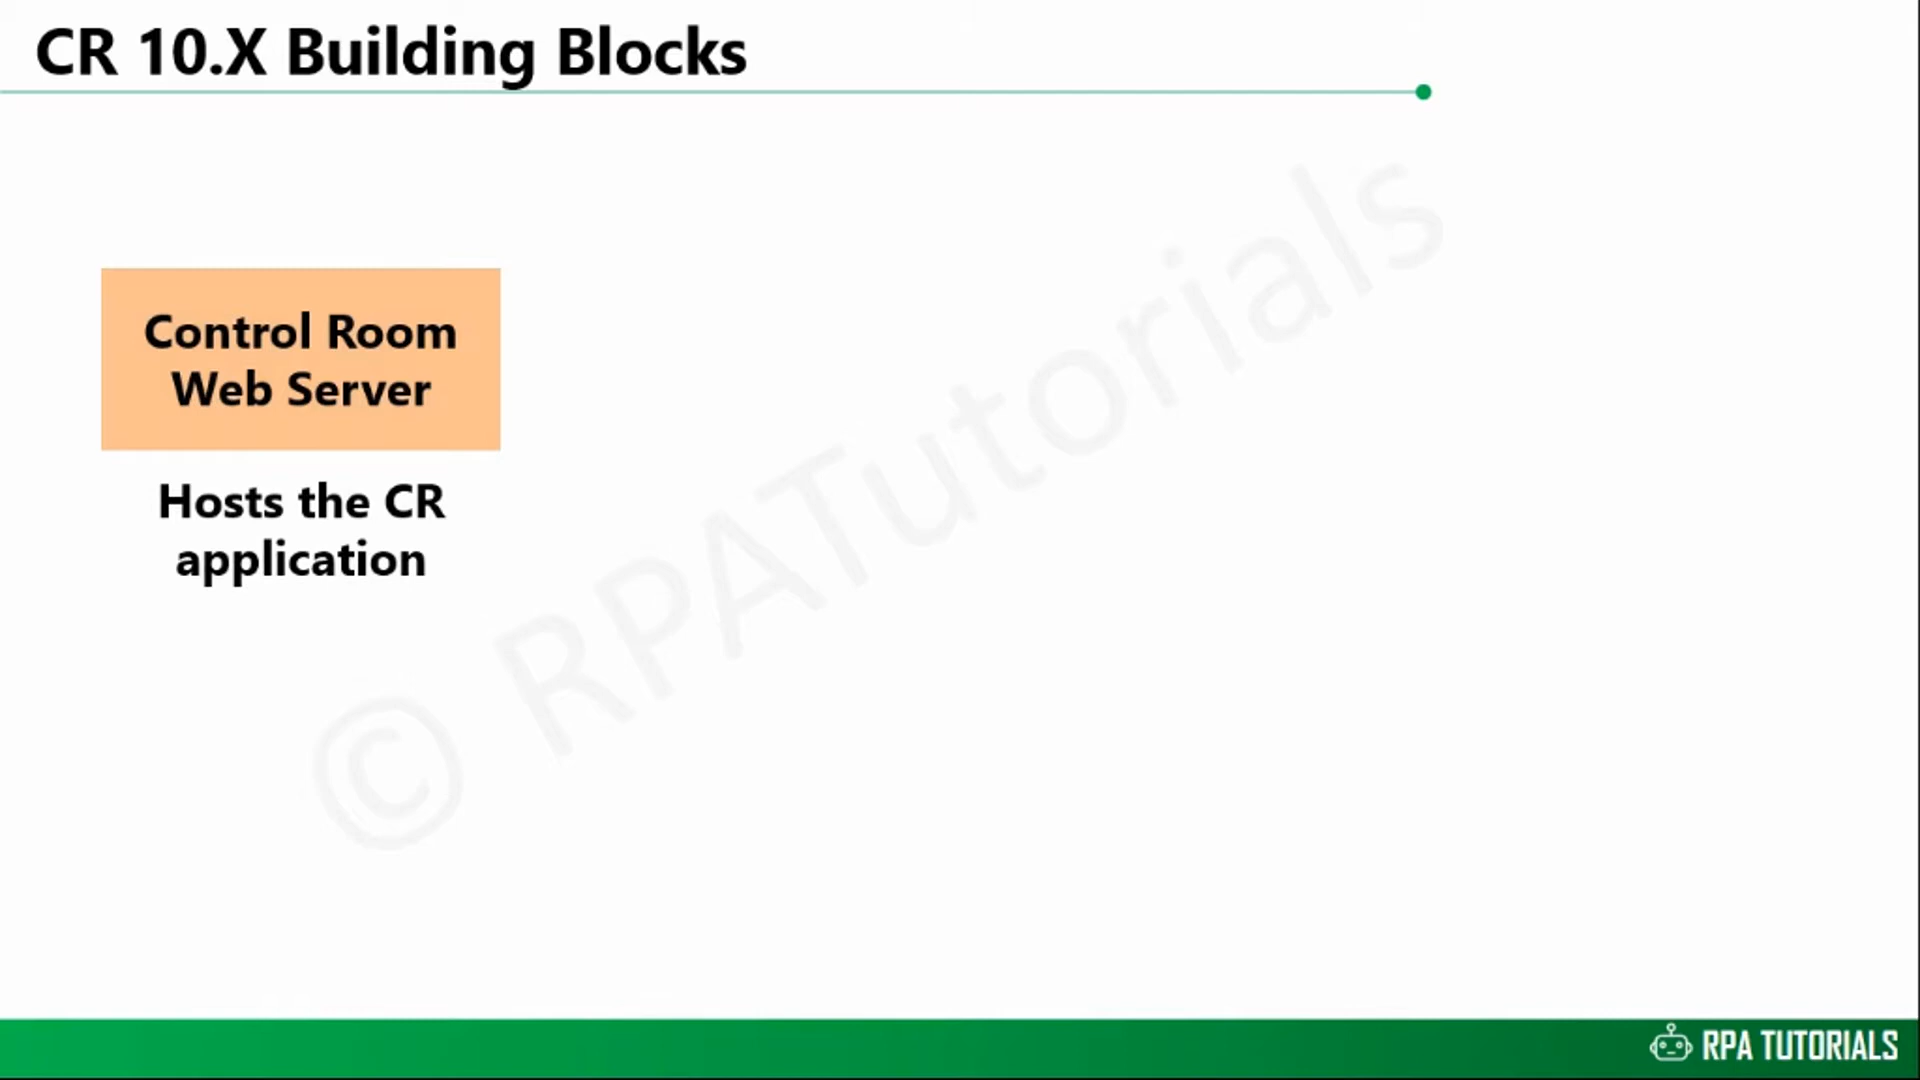 CR 10.X Building Blocks
Control Room
Web Server
Hosts the CR
application
© RPATutorials
RPA TUTORIALS